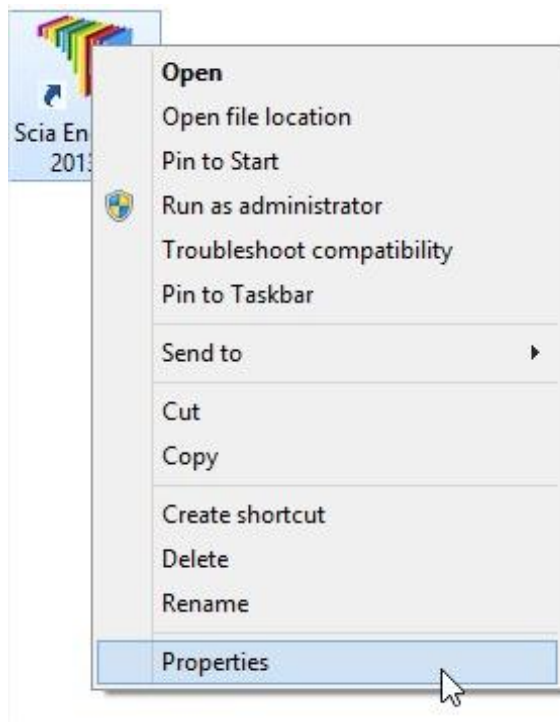 Scia En
201
Open
Open file location
Pin to Start
Run as administrator
Troubleshoot compatibility
Pin to Taskbar
Send to
Cut
Copy
Create shortcut
Delete
Rename
Properties